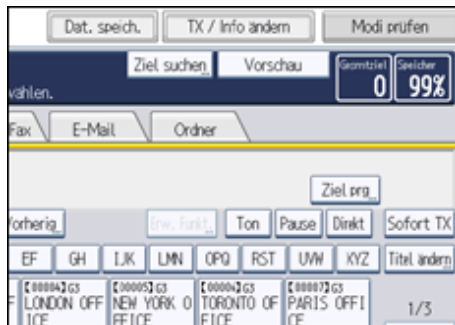 Dat. speich. TX / Info ändern Modi prüfen
Ziel suchen Vorschau Gesmtziel Speicher
wählen. 0 99%
Fax E-Mail Ordner
Ziel prg.
Vorherig. Erw. Funkt. Ton Pause Direkt Sofort TX
EF GH IJK LMN OPQ RST UVW XYZ Titel ändern
【00004】G3 【00005】G3 【00006】G3 【00007】G3
F LONDON OFF NEW YORK O TORONTO OF PARIS OFFI 1/3
ICE FFICE FICE CE